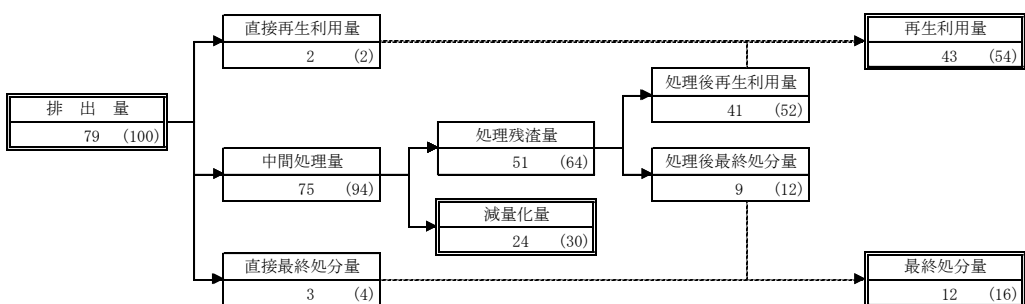 直接再生利用量
2 (2)
再生利用量
43 (54)
処理後再生利用量
41 (52)
排 出 量
79 (100)
処理残渣量
51 (64)
中間処理量
75 (94)
処理後最終処分量
9 (12)
減量化量
24 (30)
直接最終処分量
3 (4)
最終処分量
12 (16)